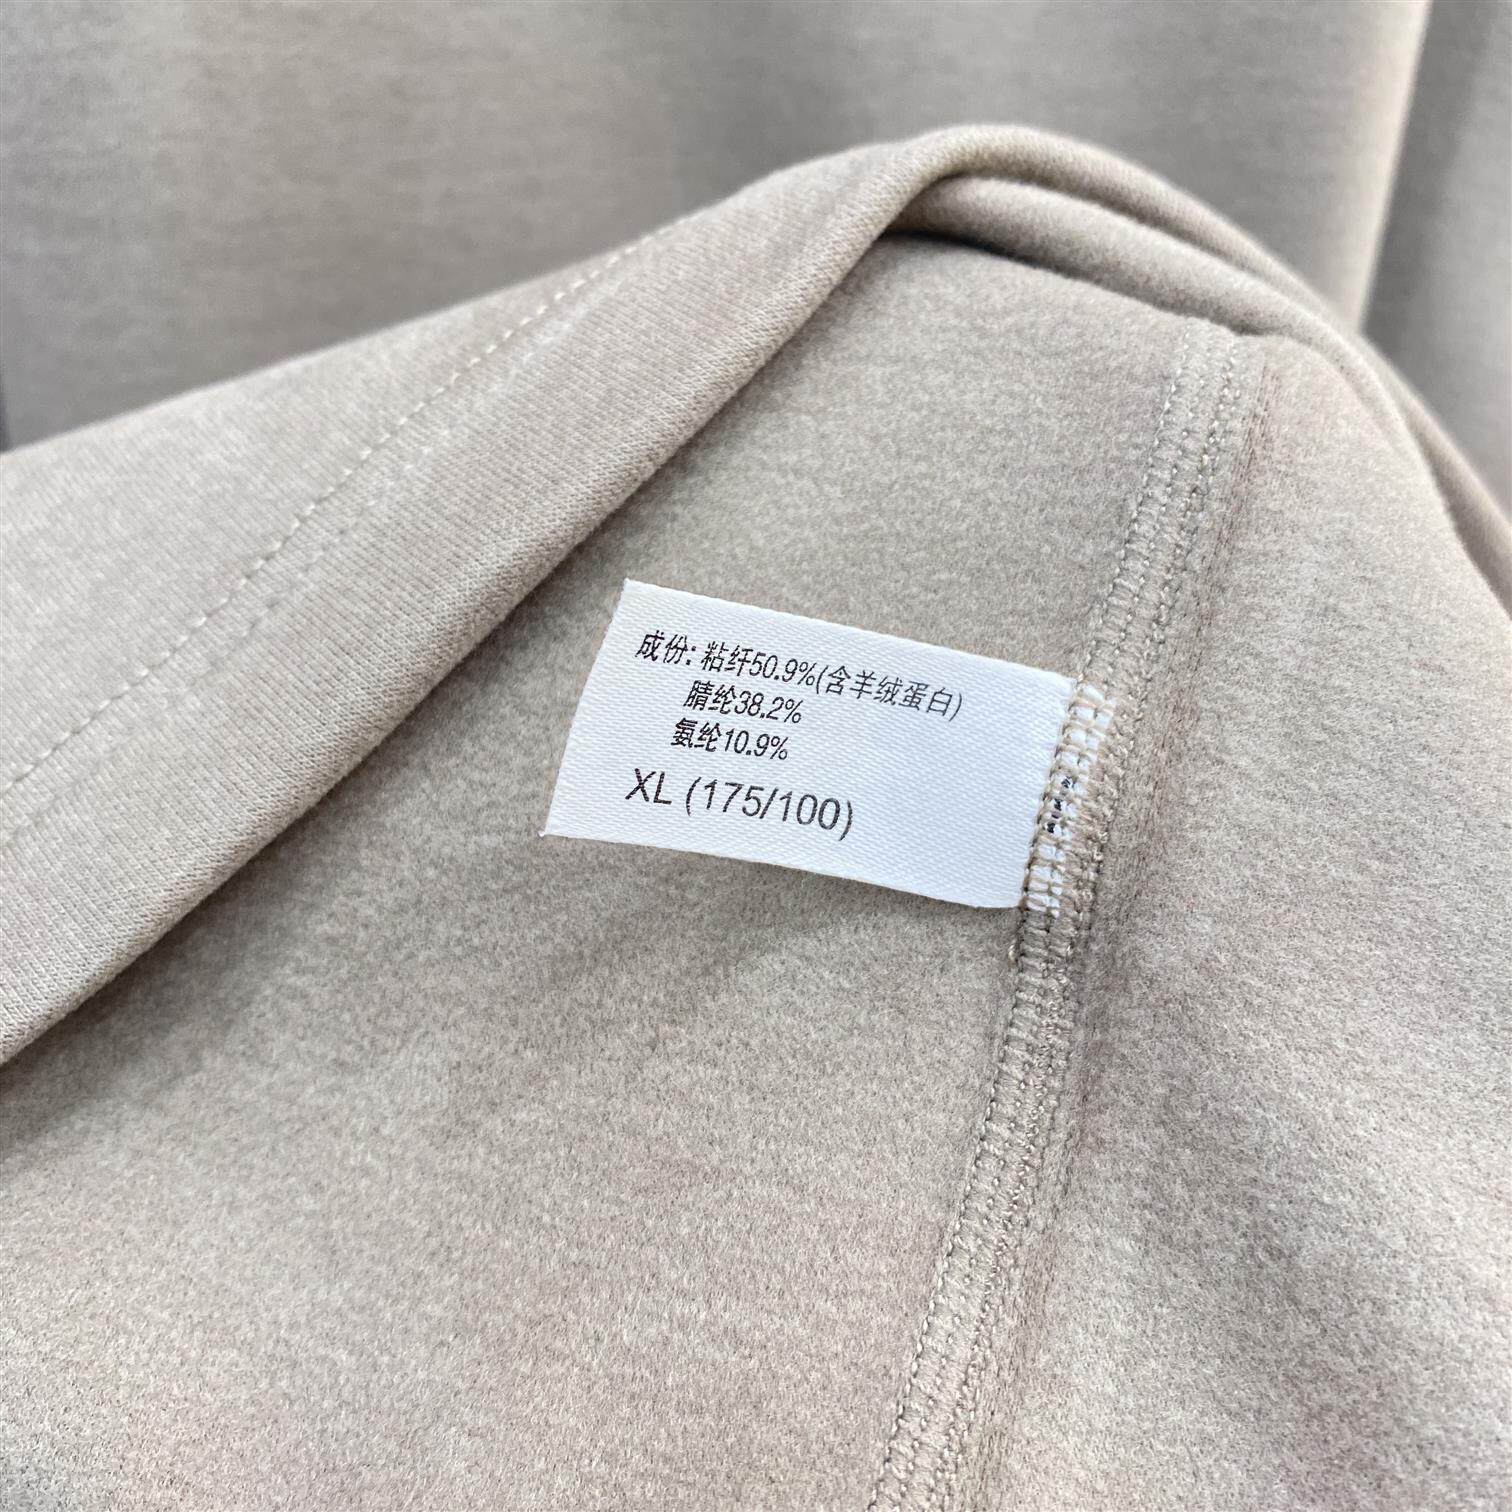 成份: 粘纤50.9%(含羊绒蛋白)
腈纶38.2%
氨纶10.9%
XL (175/100)